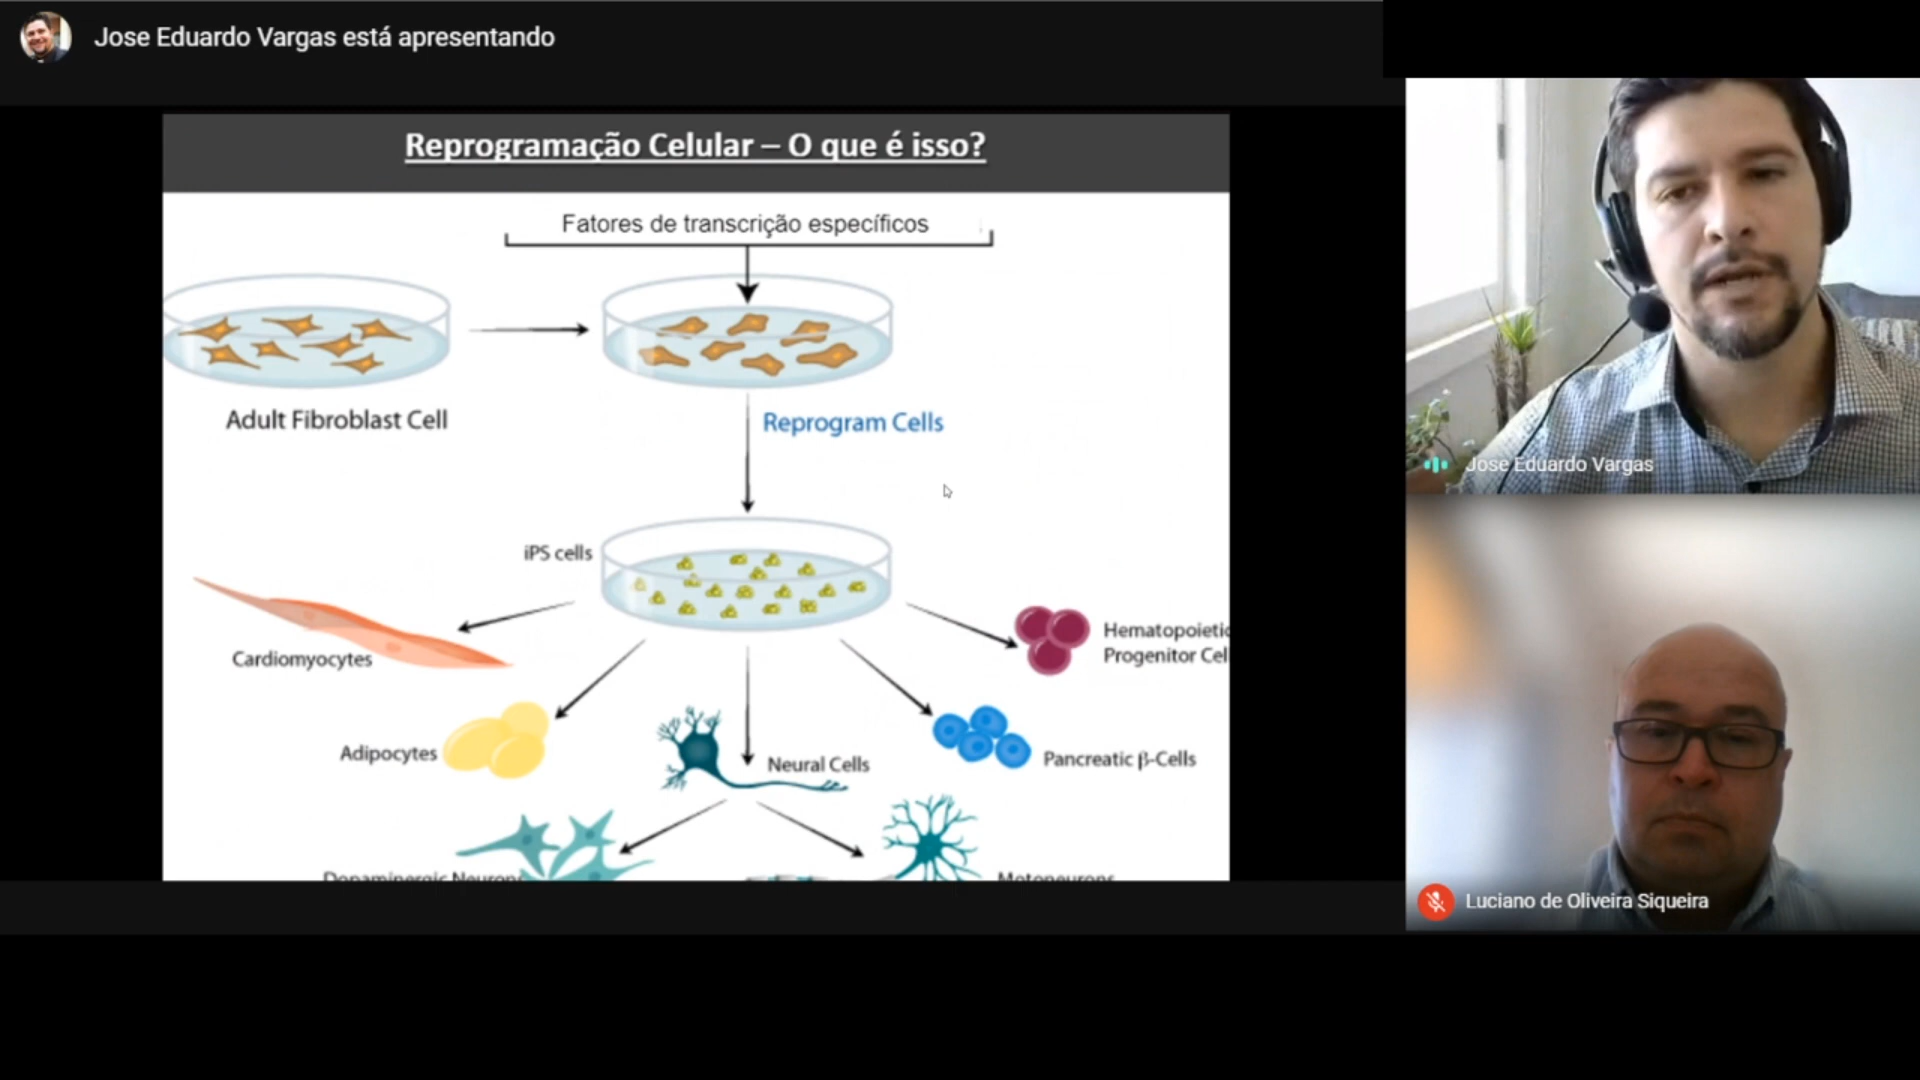 Jose Eduardo Vargas está apresentando
Reprogramação Celular – O que é isso?
Fatores de transcrição específicos
Adult Fibroblast Cell
Reprogram Cells
iPS cells
Cardiomyocytes
Hematopoietic
Progenitor Cel
Adipocytes
Neural Cells
Pancreatic β-Cells
Dopaminergic Neurons
Motoneurons
Jose Eduardo Vargas
Luciano de Oliveira Siqueira